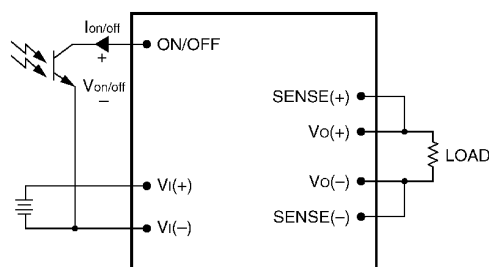 Ion/off
+
ON/OFF
Von/off
–
SENSE(+)
VO(+)
LOAD
VI(+)
VO(–)
VI(–)
SENSE(–)